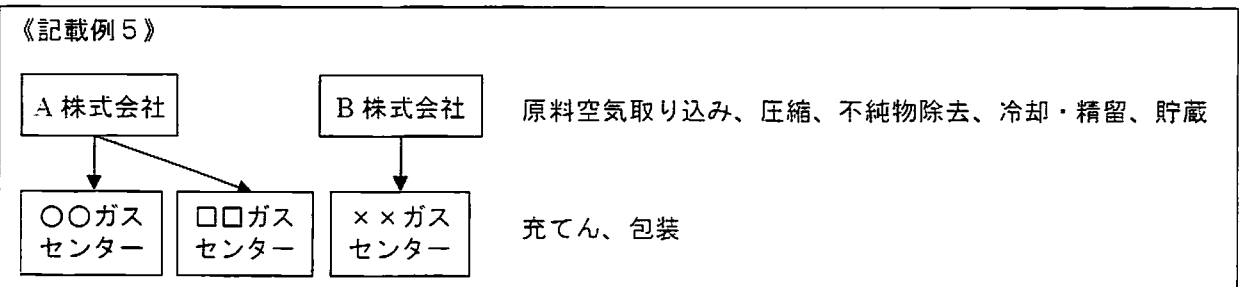 《記載例５》
A 株式会社
B 株式会社
原料空気取り込み、圧縮、不純物除去、冷却・精留、貯蔵
〇〇ガス
センター
□□ガス
センター
××ガス
センター
充てん、包装